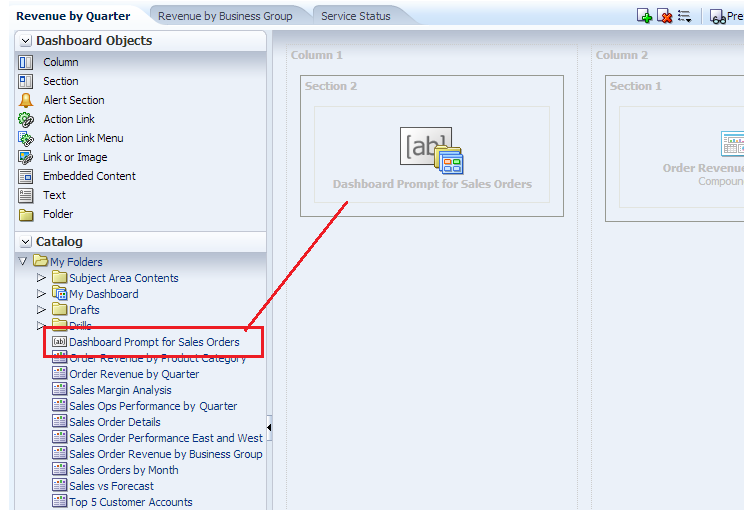 Revenue by Quarter Revenue by Business Group Service Status Pre
Dashboard Objects
Column
Section
Alert Section
Action Link
Action Link Menu
Link or Image
Embedded Content
Text
Folder
Catalog
My Folders
Subject Area Contents
My Dashboard
Drafts
Drills
[ab] Dashboard Prompt for Sales Orders
Order Revenue by Product Category
Order Revenue by Quarter
Sales Margin Analysis
Sales Ops Performance by Quarter
Sales Order Details
Sales Order Performance East and West
Sales Order Revenue by Business Group
Sales Orders by Month
Sales vs Forecast
Top 5 Customer Accounts
Column 1
Section 2
[ab]
Dashboard Prompt for Sales Orders
Column 2
Section 1
Order Revenue
Compoun